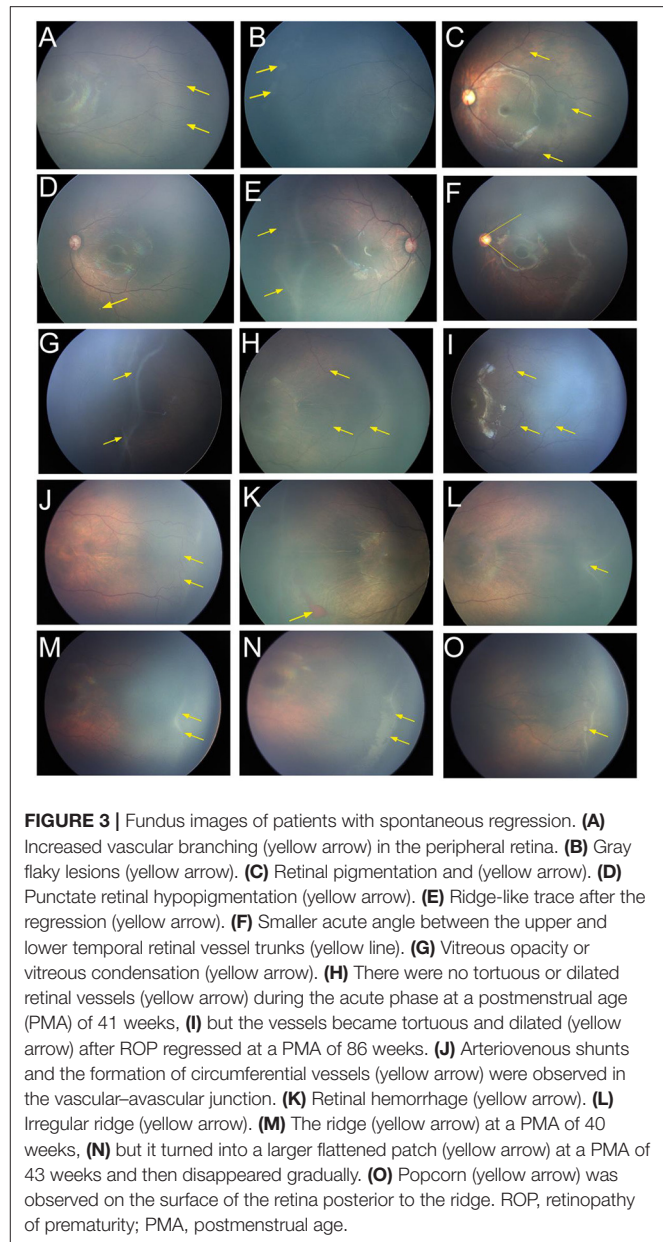 A
B
C
D
E
F
G
H
I
J
K
L
M
N
O
FIGURE 3 | Fundus images of patients with spontaneous regression. (A)
Increased vascular branching (yellow arrow) in the peripheral retina. (B) Gray
flaky lesions (yellow arrow). (C) Retinal pigmentation and (yellow arrow). (D)
Punctate retinal hypopigmentation (yellow arrow). (E) Ridge-like trace after the
regression (yellow arrow). (F) Smaller acute angle between the upper and
lower temporal retinal vessel trunks (yellow line). (G) Vitreous opacity or
vitreous condensation (yellow arrow). (H) There were no tortuous or dilated
retinal vessels (yellow arrow) during the acute phase at a postmenstrual age
(PMA) of 41 weeks, (I) but the vessels became tortuous and dilated (yellow
arrow) after ROP regressed at a PMA of 86 weeks. (J) Arteriovenous shunts
and the formation of circumferential vessels (yellow arrow) were observed in
the vascular–avascular junction. (K) Retinal hemorrhage (yellow arrow). (L)
Irregular ridge (yellow arrow). (M) The ridge (yellow arrow) at a PMA of 40
weeks, (N) but it turned into a larger flattened patch (yellow arrow) at a PMA of
43 weeks and then disappeared gradually. (O) Popcorn (yellow arrow) was
observed on the surface of the retina posterior to the ridge. ROP, retinopathy
of prematurity; PMA, postmenstrual age.